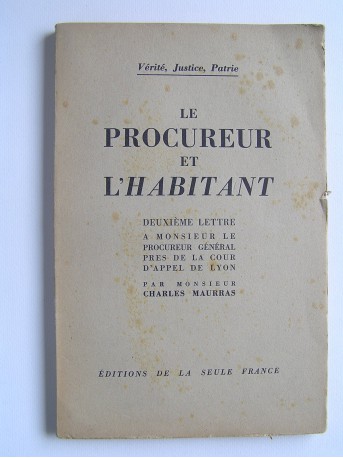 Vérité, Justice, Patrie
LE
PROCUREUR
ET
L'HABITANT
DEUXIÈME LETTRE
A MONSIEUR LE
PROCUREUR GÉNÉRAL
PRES DE LA COUR
D'APPEL DE LYON
PAR MONSIEUR
CHARLES MAURRAS
ÉDITIONS DE LA SEULE FRANCE